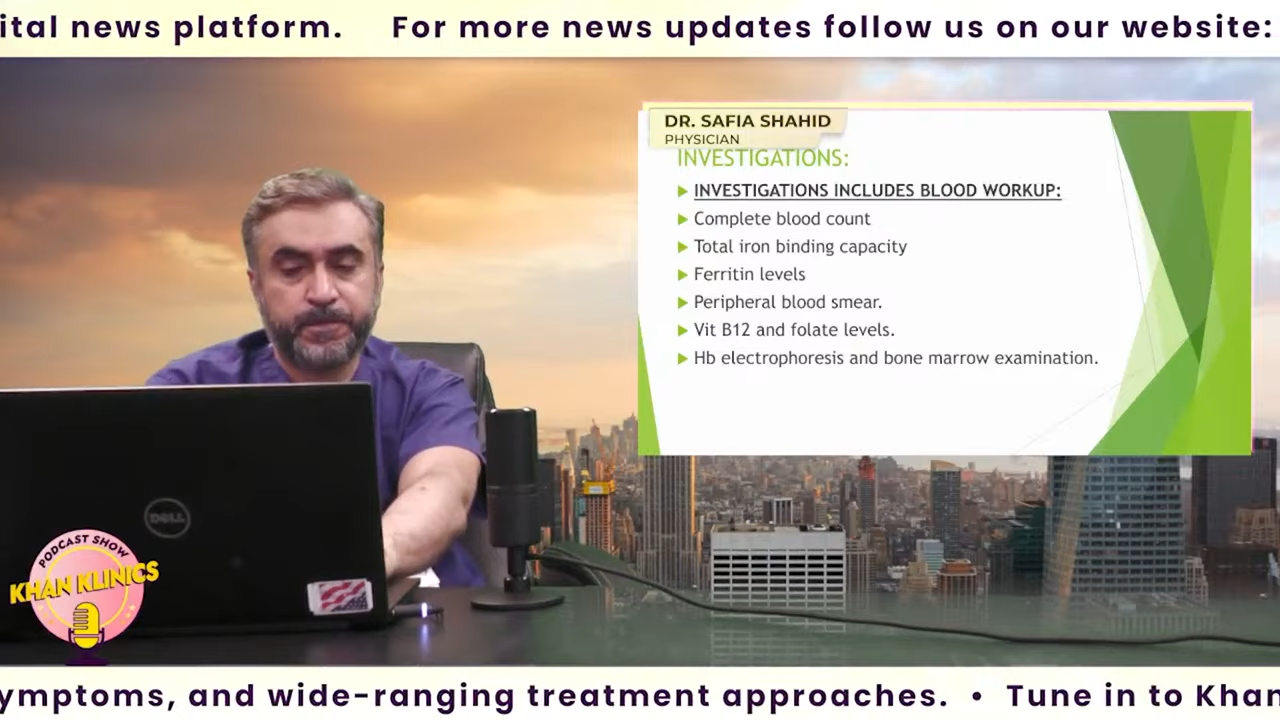 ital news platform. For more news updates follow us on our website:
DR. SAFIA SHAHID
PHYSICIAN
INVESTIGATIONS:
INVESTIGATIONS INCLUDES BLOOD WORKUP:
Complete blood count
Total iron binding capacity
Ferritin levels
Peripheral blood smear.
Vit B12 and folate levels.
Hb electrophoresis and bone marrow examination.
DELL
PODCAST SHOW
KHAN KLINICS
ymptoms, and wide-ranging treatment approaches. • Tune in to Khan